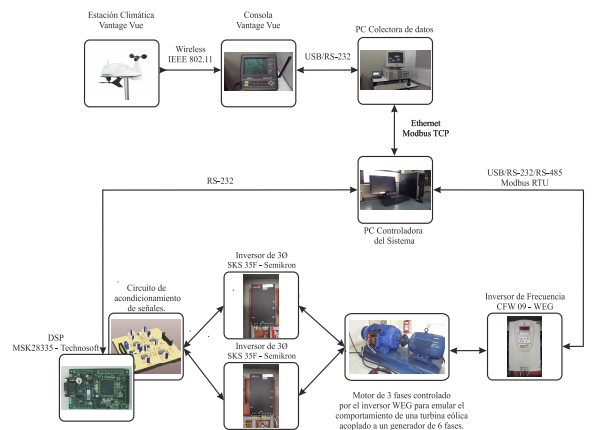 Estación Climática
Vantage Vue
Consola
Vantage Vue
PC Colectora de datos
Wireless
IEEE 802.11
USB/RS-232
Ethernet
Modbus TCP
RS-232
USB/RS-232/RS-485
Modbus RTU
PC Controladora
del Sistema
Inversor de 3Ø
SKS 35F - Semikron
Circuito de
acondicionamiento
de señales.
Inversor de Frecuencia
CFW 09 - WEG
DSP
MSK28335 - Technosoft
Inversor de 3Ø
SKS 35F - Semikron
Motor de 3 fases controlado
por el inversor WEG para emular el
comportamiento de una turbina eólica
acoplado a un generador de 6 fases.